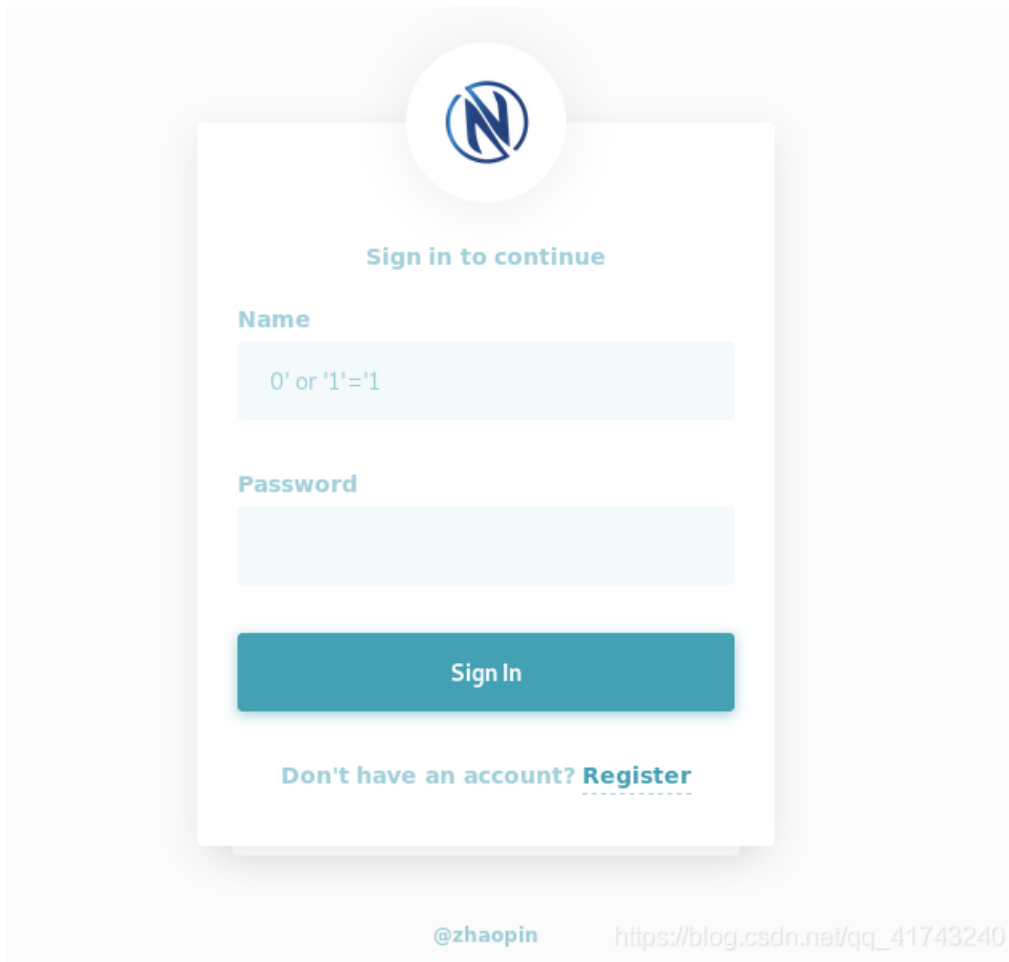 N
Sign in to continue
Name
0' or '1'='1
Password
Sign In
Don't have an account? Register
@zhaopin
https://blog.csdn.net/qq_41743240